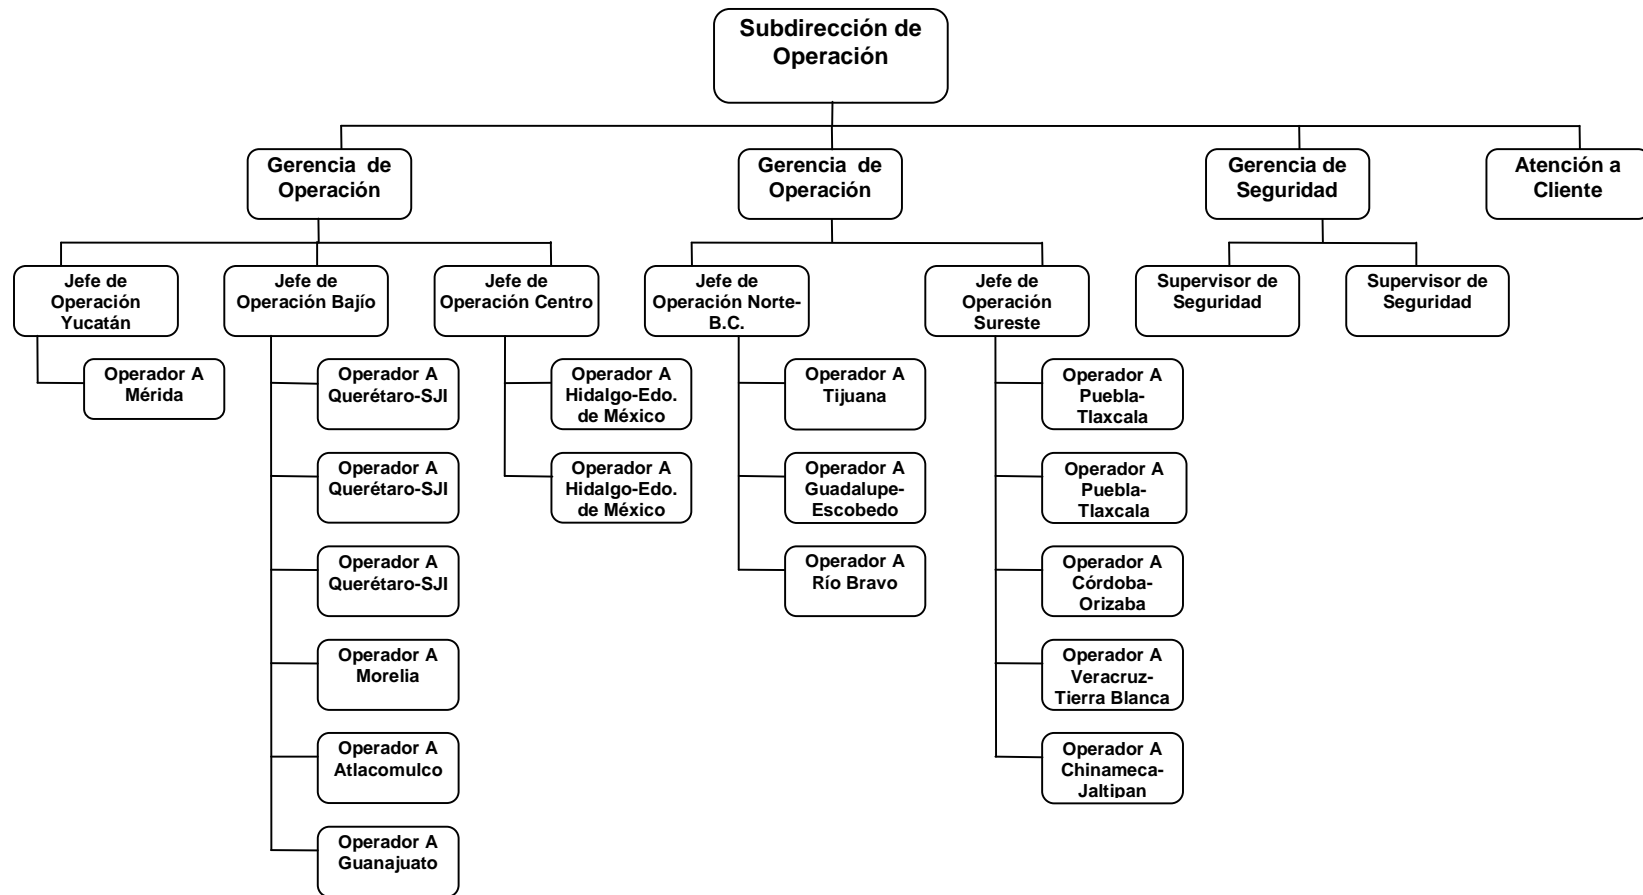 Subdirección de
Operación
Gerencia de
Operación
Gerencia de
Operación
Gerencia de
Seguridad
Atención a
Cliente
Jefe de
Operación
Yucatán
Jefe de
Operación Bajío
Jefe de
Operación Centro
Jefe de
Operación Norte-
B.C.
Jefe de
Operación
Sureste
Supervisor de
Seguridad
Supervisor de
Seguridad
Operador A
Mérida
Operador A
Querétaro-SJI
Operador A
Querétaro-SJI
Operador A
Querétaro-SJI
Operador A
Morelia
Operador A
Atlacomulco
Operador A
Guanajuato
Operador A
Hidalgo-Edo.
de México
Operador A
Hidalgo-Edo.
de México
Operador A
Tijuana
Operador A
Guadalupe-
Escobedo
Operador A
Río Bravo
Operador A
Puebla-
Tlaxcala
Operador A
Puebla-
Tlaxcala
Operador A
Córdoba-
Orizaba
Operador A
Veracruz-
Tierra Blanca
Operador A
Chinameca-
Jaltipan